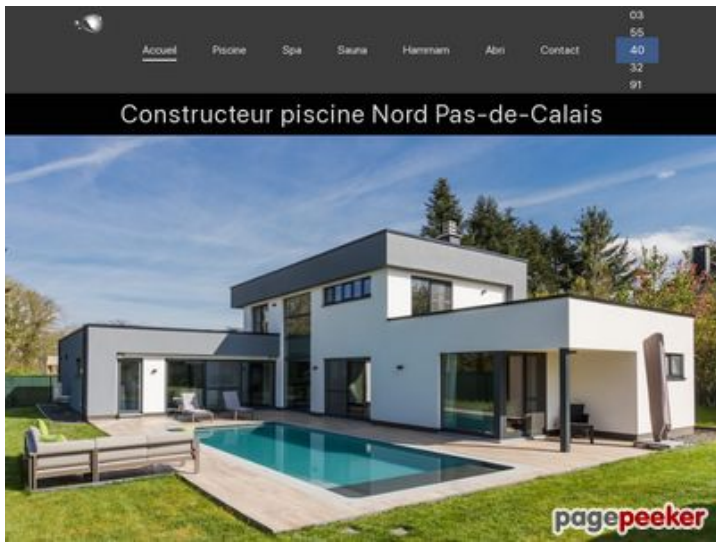 Accueil Piscine Spa Sauna Hammam Abri Contact
03
55
40
32
91
Constructeur piscine Nord Pas-de-Calais
pagepeeker